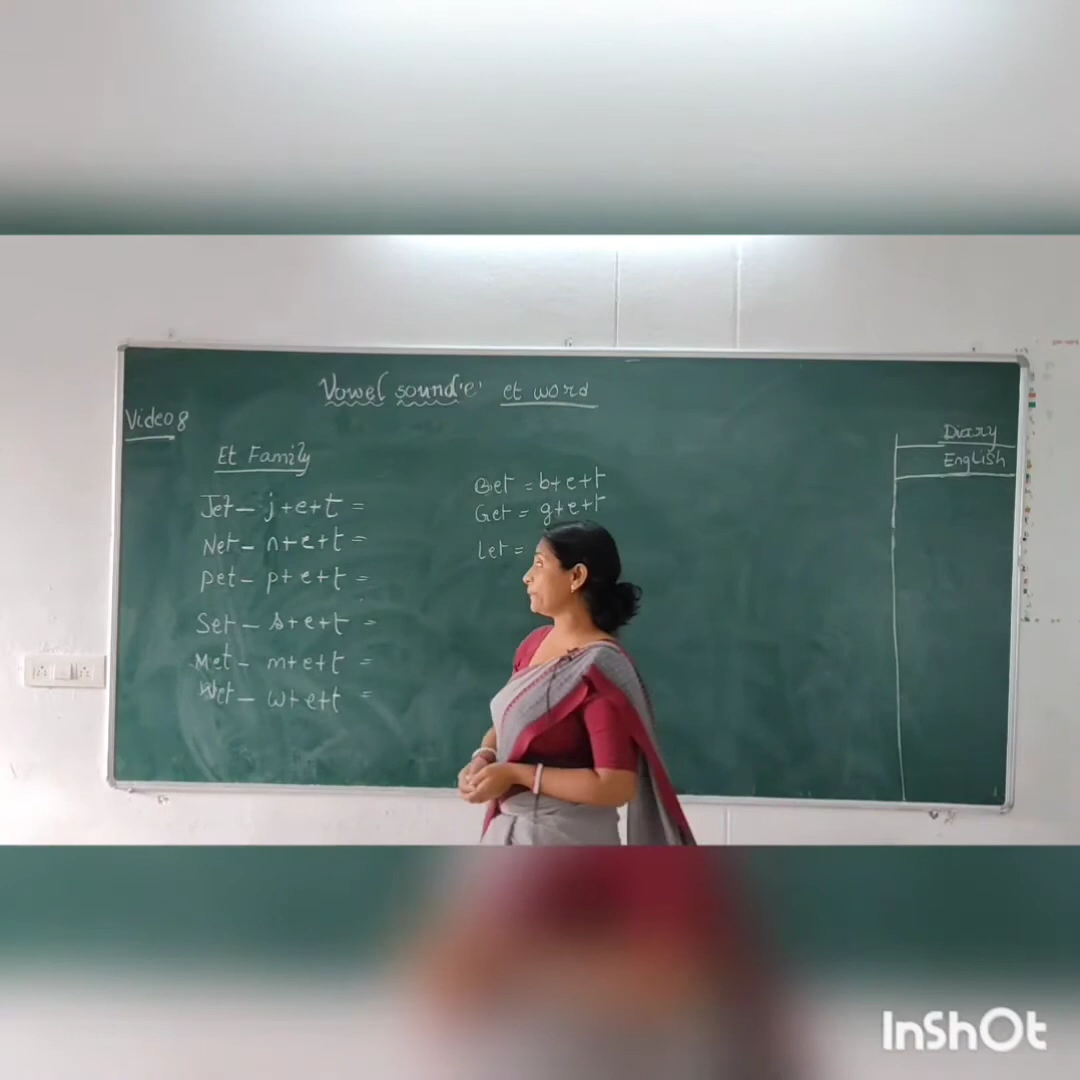 Vowel sound 'e' et word
Video 8
Et Family
Jet – j+e+t =
Net – n+e+t =
Pet – p+e+t =
Set – s+e+t =
Met – m+e+t =
Wet – w+e+t =
Bet = b+e+t
Get = g+e+t
Let =
Diary
English
InShOt